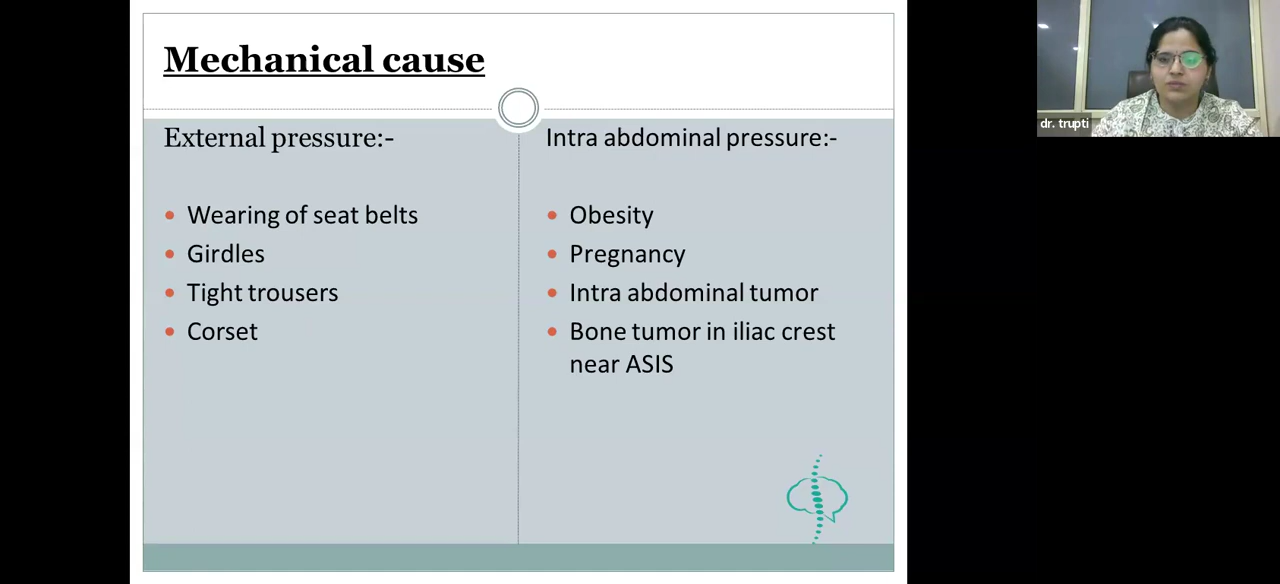 Mechanical cause
External pressure:-
Wearing of seat belts
Girdles
Tight trousers
Corset
Intra abdominal pressure:-
Obesity
Pregnancy
Intra abdominal tumor
Bone tumor in iliac crest
near ASIS
dr. trupti